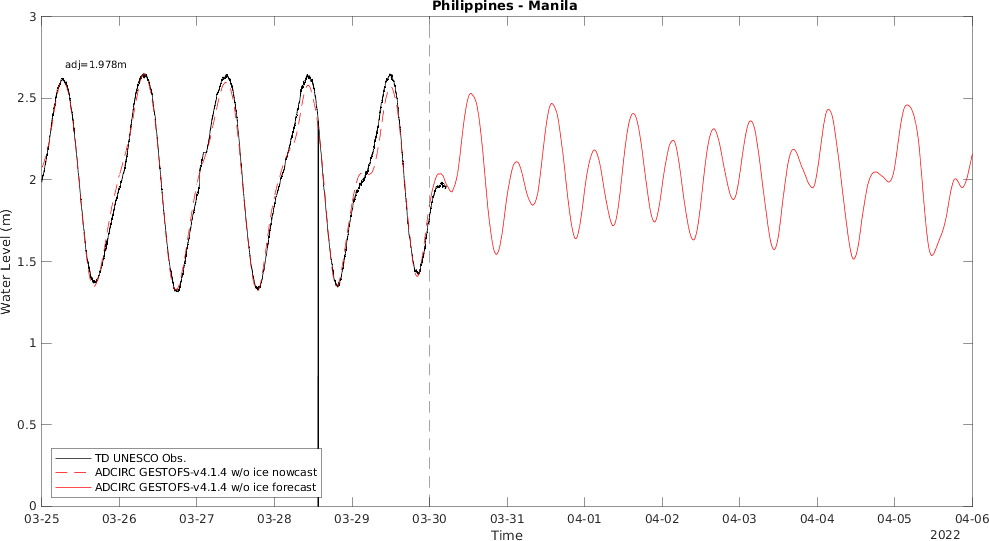 Philippines - Manila
adj=1.978m
Water Level (m)
3
2.5
2
1.5
1
0.5
0
TD UNESCO Obs.
ADCIRC GESTOFS-v4.1.4 w/o ice nowcast
ADCIRC GESTOFS-v4.1.4 w/o ice forecast
03-25 03-26 03-27 03-28 03-29 03-30 03-31 04-01 04-02 04-03 04-04 04-05 04-06
Time
2022